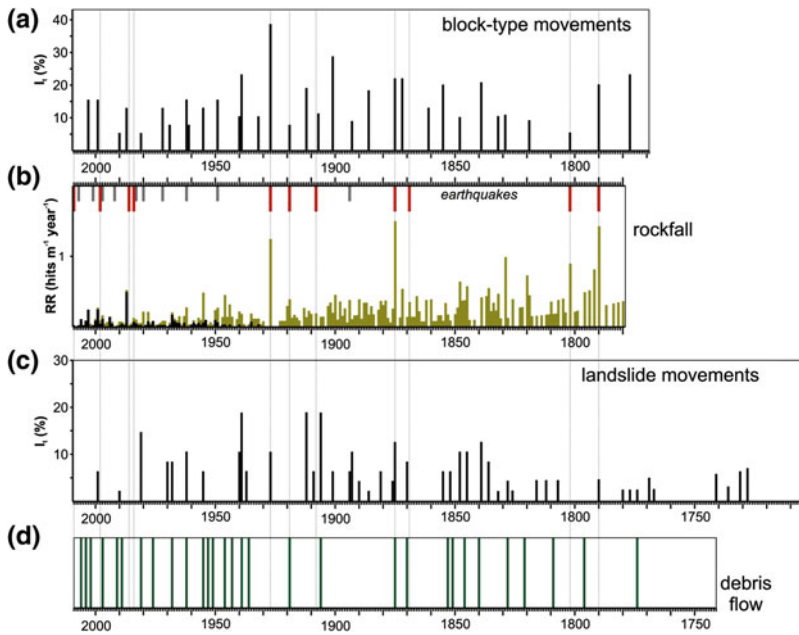 (a)
block-type movements
I_t (%)
40
30
20
10
2000 1950 1900 1850 1800
(b)
earthquakes
rockfall
RR (hits m⁻¹ year⁻¹)
1
2000 1950 1900 1850 1800
(c)
landslide movements
I_t (%)
30
20
10
2000 1950 1900 1850 1800 1750
(d)
debris
flow
2000 1950 1900 1850 1800 1750